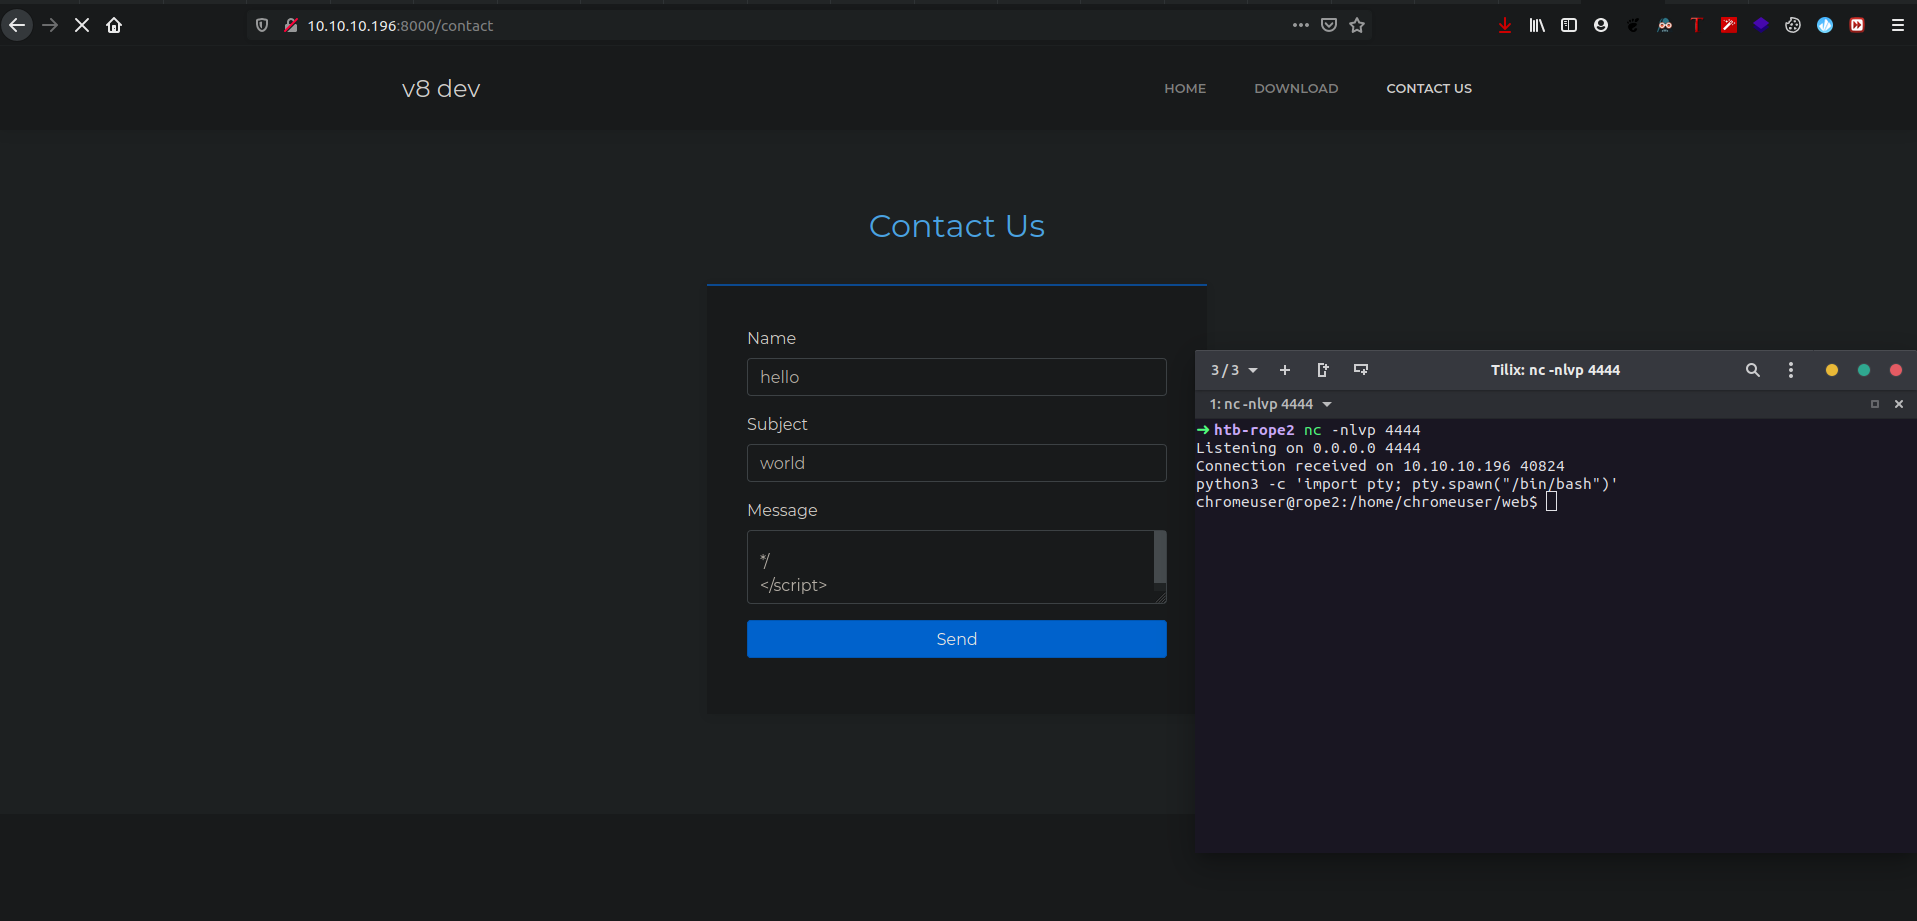 10.10.10.196:8000/contact
v8 dev
HOME
DOWNLOAD
CONTACT US
Contact Us
Name
hello
Subject
world
Message
*/
</script>
Send
3 / 3
Tilix: nc -nlvp 4444
1: nc -nlvp 4444
➜ htb-rope2 nc -nlvp 4444
Listening on 0.0.0.0 4444
Connection received on 10.10.10.196 40824
python3 -c 'import pty; pty.spawn("/bin/bash")'
chromeuser@rope2:/home/chromeuser/web$